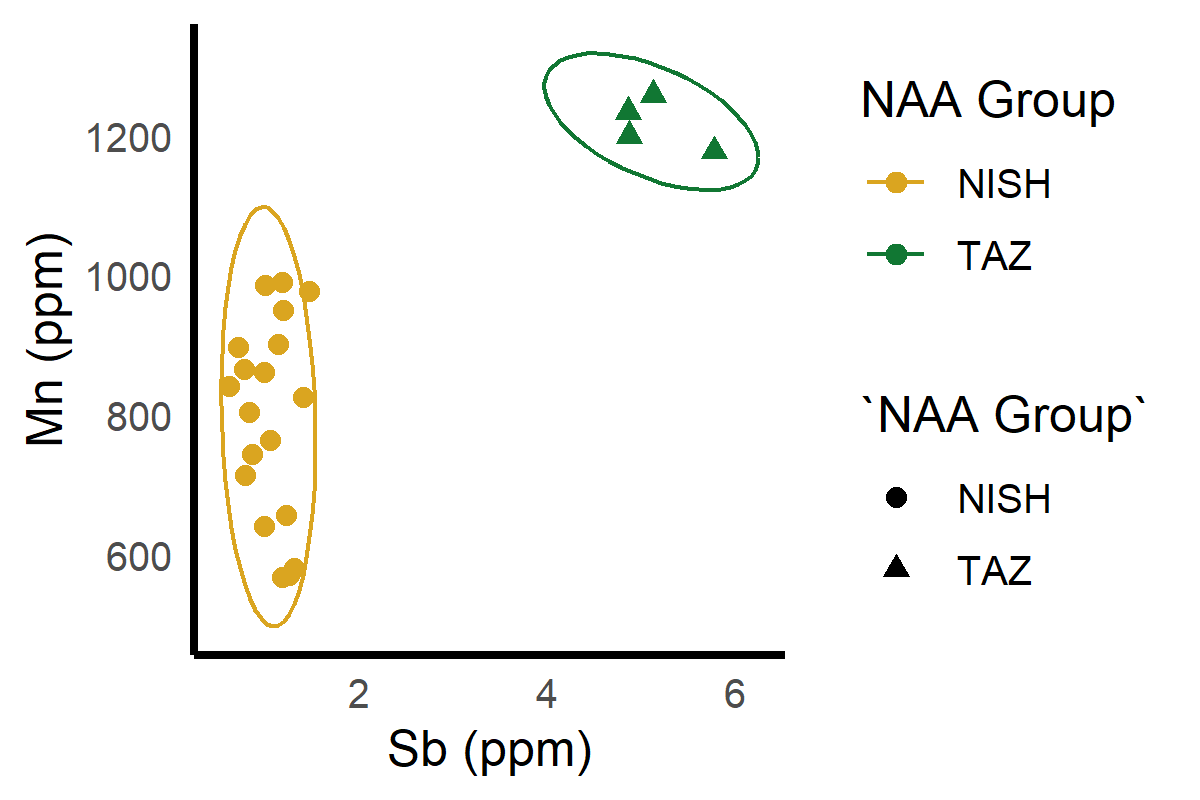 1200
1000
800
600
Mn (ppm)
2 4 6
Sb (ppm)
NAA Group
NISH
TAZ
`NAA Group`
NISH
TAZ